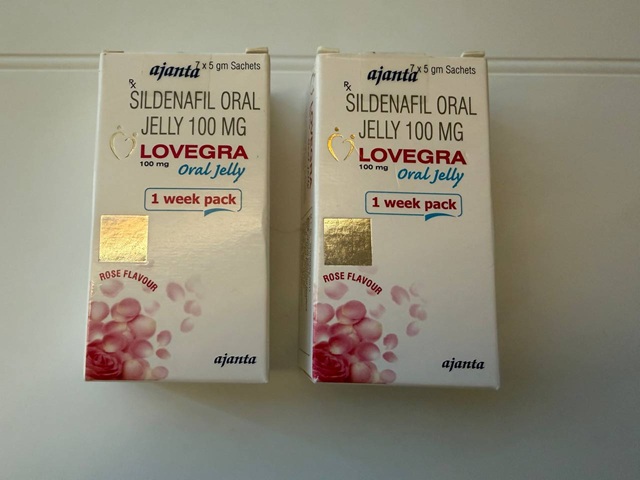 ajanta 7 x 5 gm Sachets
Rx
SILDENAFIL ORAL
JELLY 100 MG
LOVEGRA
100 mg Oral Jelly
1 week pack
ROSE FLAVOUR
ajanta
ajanta 7 x 5 gm Sachets
Rx
SILDENAFIL ORAL
JELLY 100 MG
LOVEGRA
100 mg Oral Jelly
1 week pack
ROSE FLAVOUR
ajanta